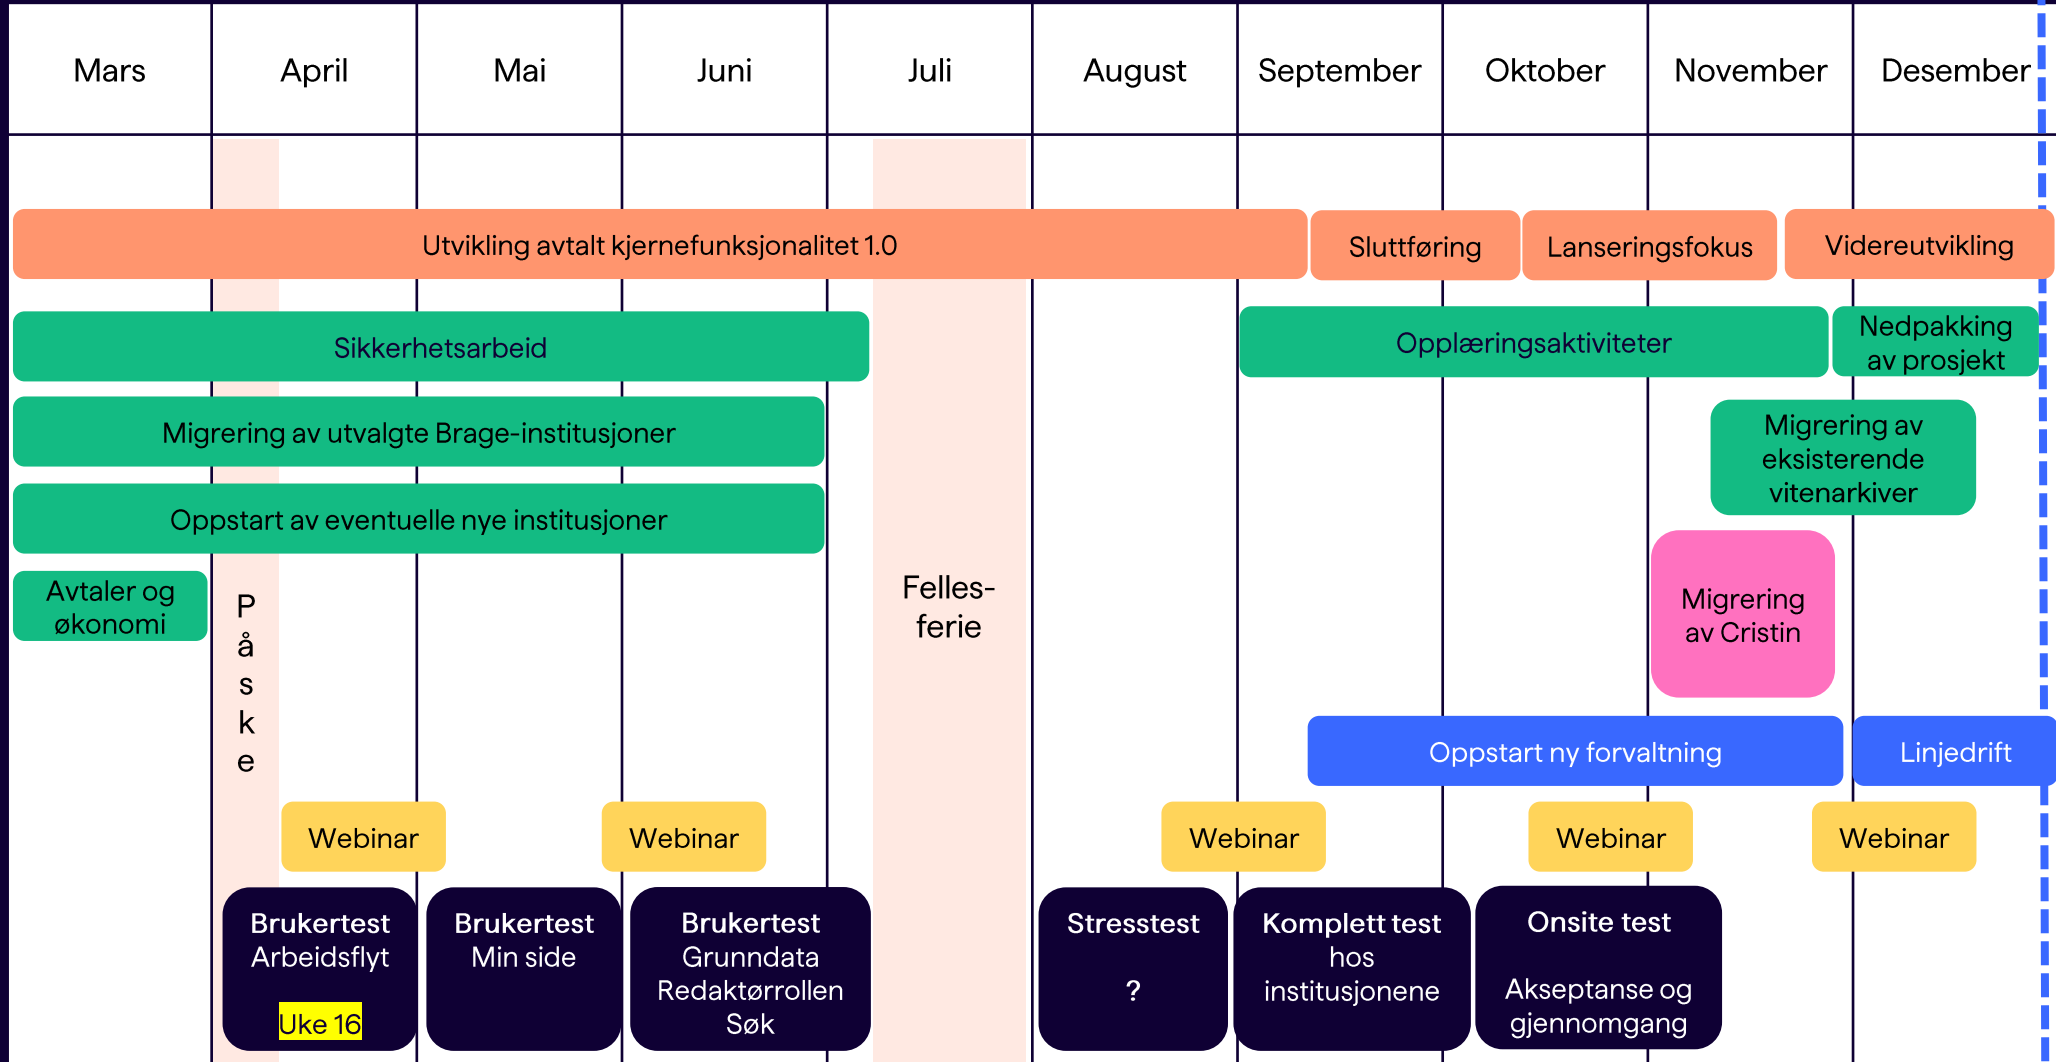 Mars
April
Mai
Juni
Juli
August
September
Oktober
November
Desember
Utvikling avtalt kjernefunksjonalitet 1.0
Sluttføring
Lanseringsfokus
Videreutvikling
Sikkerhetsarbeid
Opplæringsaktiviteter
Nedpakking
av prosjekt
Migrering av utvalgte Brage-institusjoner
Migrering av
eksisterende
vitenarkiver
Oppstart av eventuelle nye institusjoner
Avtaler og
økonomi
P
å
s
k
e
Felles-
ferie
Migrering
av Cristin
Oppstart ny forvaltning
Linjedrift
Webinar
Webinar
Webinar
Webinar
Webinar
Brukertest
Arbeidsflyt
Uke 16
Brukertest
Min side
Brukertest
Grunndata
Redaktørrollen
Søk
Stresstest
?
Komplett test
hos
institusjonene
Onsite test
Akseptanse og
gjennomgang